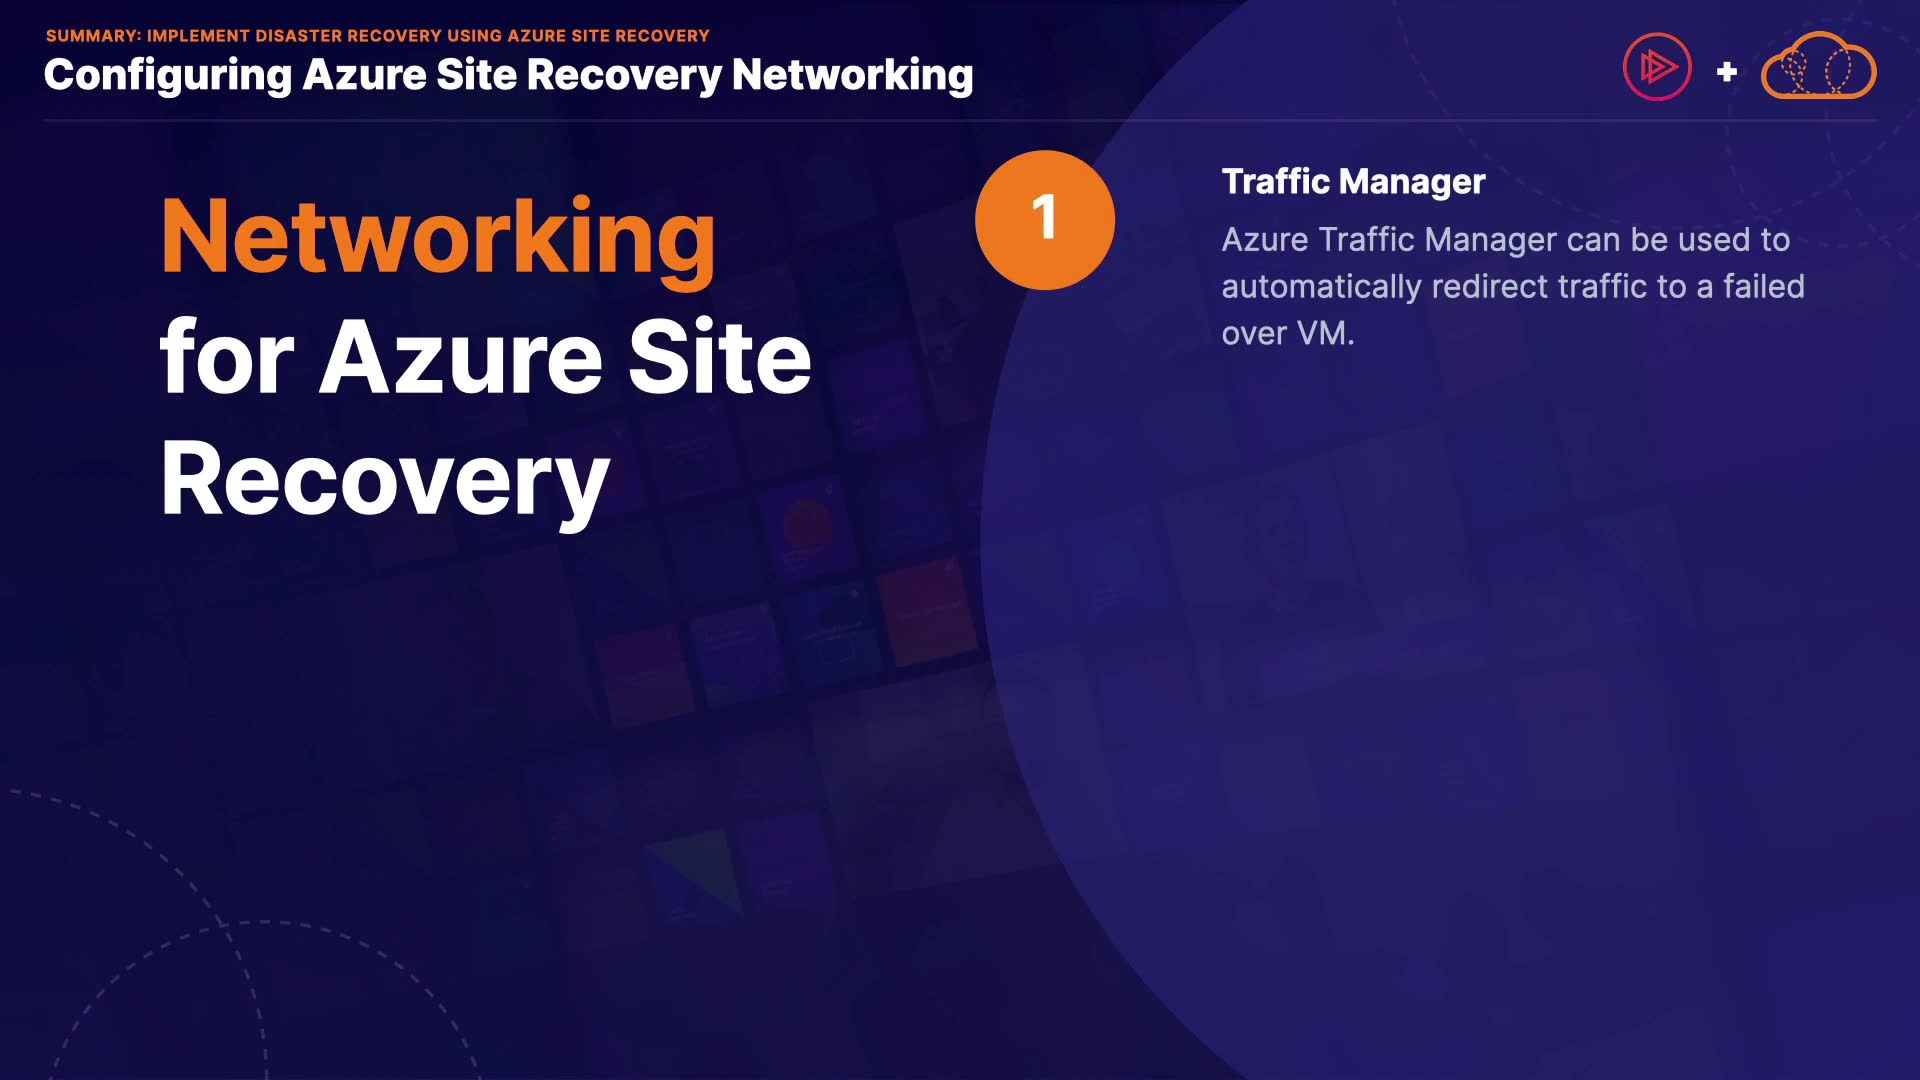 SUMMARY: IMPLEMENT DISASTER RECOVERY USING AZURE SITE RECOVERY
Configuring Azure Site Recovery Networking
Networking
for Azure Site
Recovery
1
Traffic Manager
Azure Traffic Manager can be used to
automatically redirect traffic to a failed
over VM.